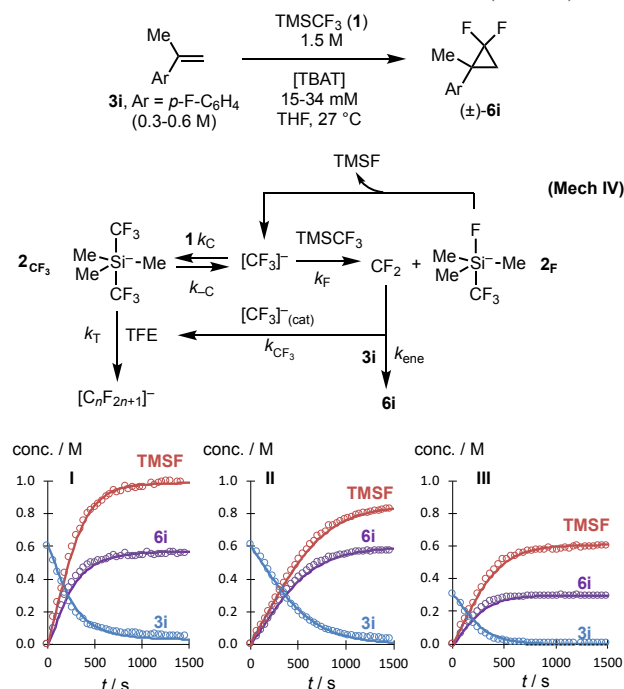 Me
Ar
3i, Ar = p-F-C6H4
(0.3-0.6 M)
TMSCF3 (1)
1.5 M
[TBAT]
15-34 mM
THF, 27 °C
F F
Me
Ar
(±)-6i
TMSF
(Mech IV)
2CF3
CF3
Me Si– Me
Me
CF3
1 kC
k–C
[CF3]–
TMSCF3
kF
CF2 +
F
Me Si– Me
Me
CF3
2F
kT TFE
[CF3]–(cat)
kCF3
3i kene
[CnF2n+1]–
6i
conc. / M
I
TMSF
6i
3i
1.0
0.8
0.6
0.4
0.2
0.0
0 500 1000 1500
t / s
conc. / M
II
TMSF
6i
3i
1.0
0.8
0.6
0.4
0.2
0.0
0 500 1000 1500
t / s
conc. / M
III
TMSF
6i
3i
1.0
0.8
0.6
0.4
0.2
0.0
0 500 1000 1500
t / s